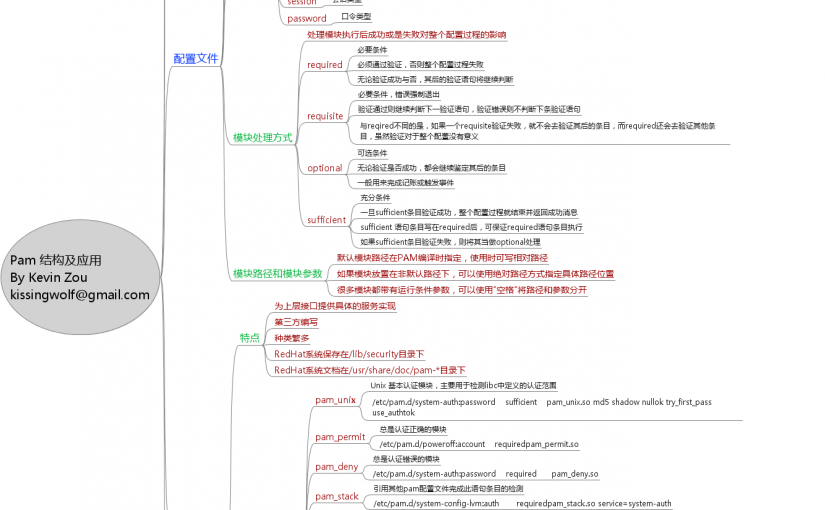 session
password
口令类型
配置文件
处理模块执行后成功或是失败对整个配置过程的影响
required
必要条件
必须通过验证，否则整个配置过程失败
无论验证成功与否，其后的验证语句将继续判断
模块处理方式
requisite
必要条件，错误强制退出
验证通过则继续判断下一验证语句，验证错误则不判断下条验证语句
与reqired不同的是，如果一个requisite验证失败，就不会去验证其后的条目，而required还会去验证其他条
目，虽然验证对于整个配置没有意义
optional
可选条件
无论验证是否成功，都会继续鉴定其后的条目
一般用来完成记账或触发事件
sufficient
充分条件
一旦sufficient条目验证成功，整个配置过程就结束并返回成功消息
sufficient 语句条目写在required后，可保证required语句条目执行
如果sufficient条目验证失败，则将其当做optional处理
Pam 结构及应用
By Kevin Zou
kissingwolf@gmail.com
模块路径和模块参数
默认模块路径在PAM编译时指定，使用时可写相对路径
如果模块放置在非默认路径下，可以使用绝对路径方式指定具体路径位置
很多模块都带有运行条件参数，可以使用“空格”将路径和参数分开
特点
为上层接口提供具体的服务实现
第三方编写
种类繁多
RedHat系统保存在/lib/security目录下
RedHat系统文档在/usr/share/doc/pam-*目录下
pam_unix
Unix 基本认证模块，主要用于检测libc中定义的认证范围
/etc/pam.d/system-auth:password sufficient pam_unix.so md5 shadow nullok try_first_pass
use_authtok
pam_permit
总是认证正确的模块
/etc/pam.d/poweroff:account requiredpam_permit.so
pam_deny
总是认证错误的模块
/etc/pam.d/system-auth:password required pam_deny.so
pam_stack
引用其他pam配置文件完成此语句条目的检测
/etc/pam.d/system-config-lvm:auth requiredpam_stack.so service=system-auth